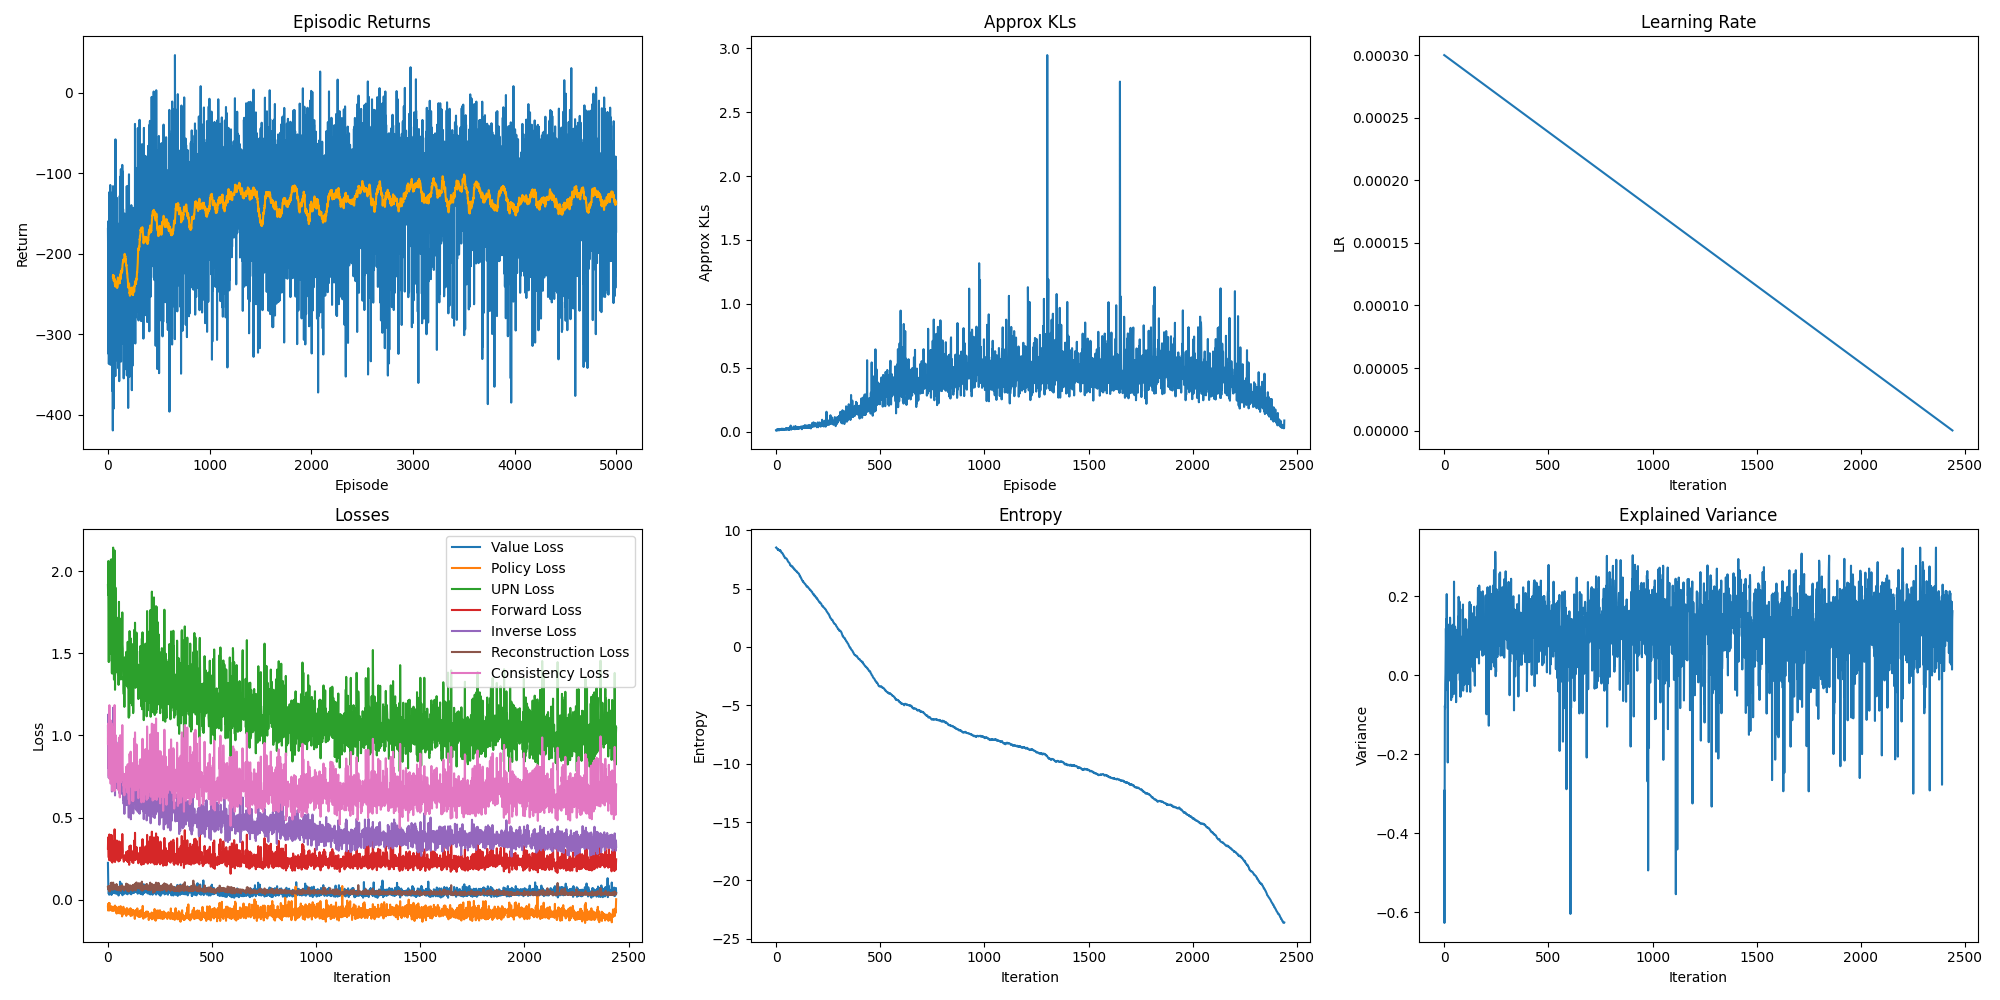 Episodic Returns
Return
0
−100
−200
−300
−400
0 1000 2000 3000 4000 5000
Episode
Approx KLs
Approx KLs
3.0
2.5
2.0
1.5
1.0
0.5
0.0
0 500 1000 1500 2000 2500
Episode
Learning Rate
LR
0.00030
0.00025
0.00020
0.00015
0.00010
0.00005
0.00000
0 500 1000 1500 2000 2500
Iteration
Losses
Loss
2.0
1.5
1.0
0.5
0.0
Value Loss
Policy Loss
UPN Loss
Forward Loss
Inverse Loss
Reconstruction Loss
Consistency Loss
0 500 1000 1500 2000 2500
Iteration
Entropy
Entropy
10
5
0
−5
−10
−15
−20
−25
0 500 1000 1500 2000 2500
Iteration
Explained Variance
Variance
0.2
0.0
−0.2
−0.4
−0.6
0 500 1000 1500 2000 2500
Iteration